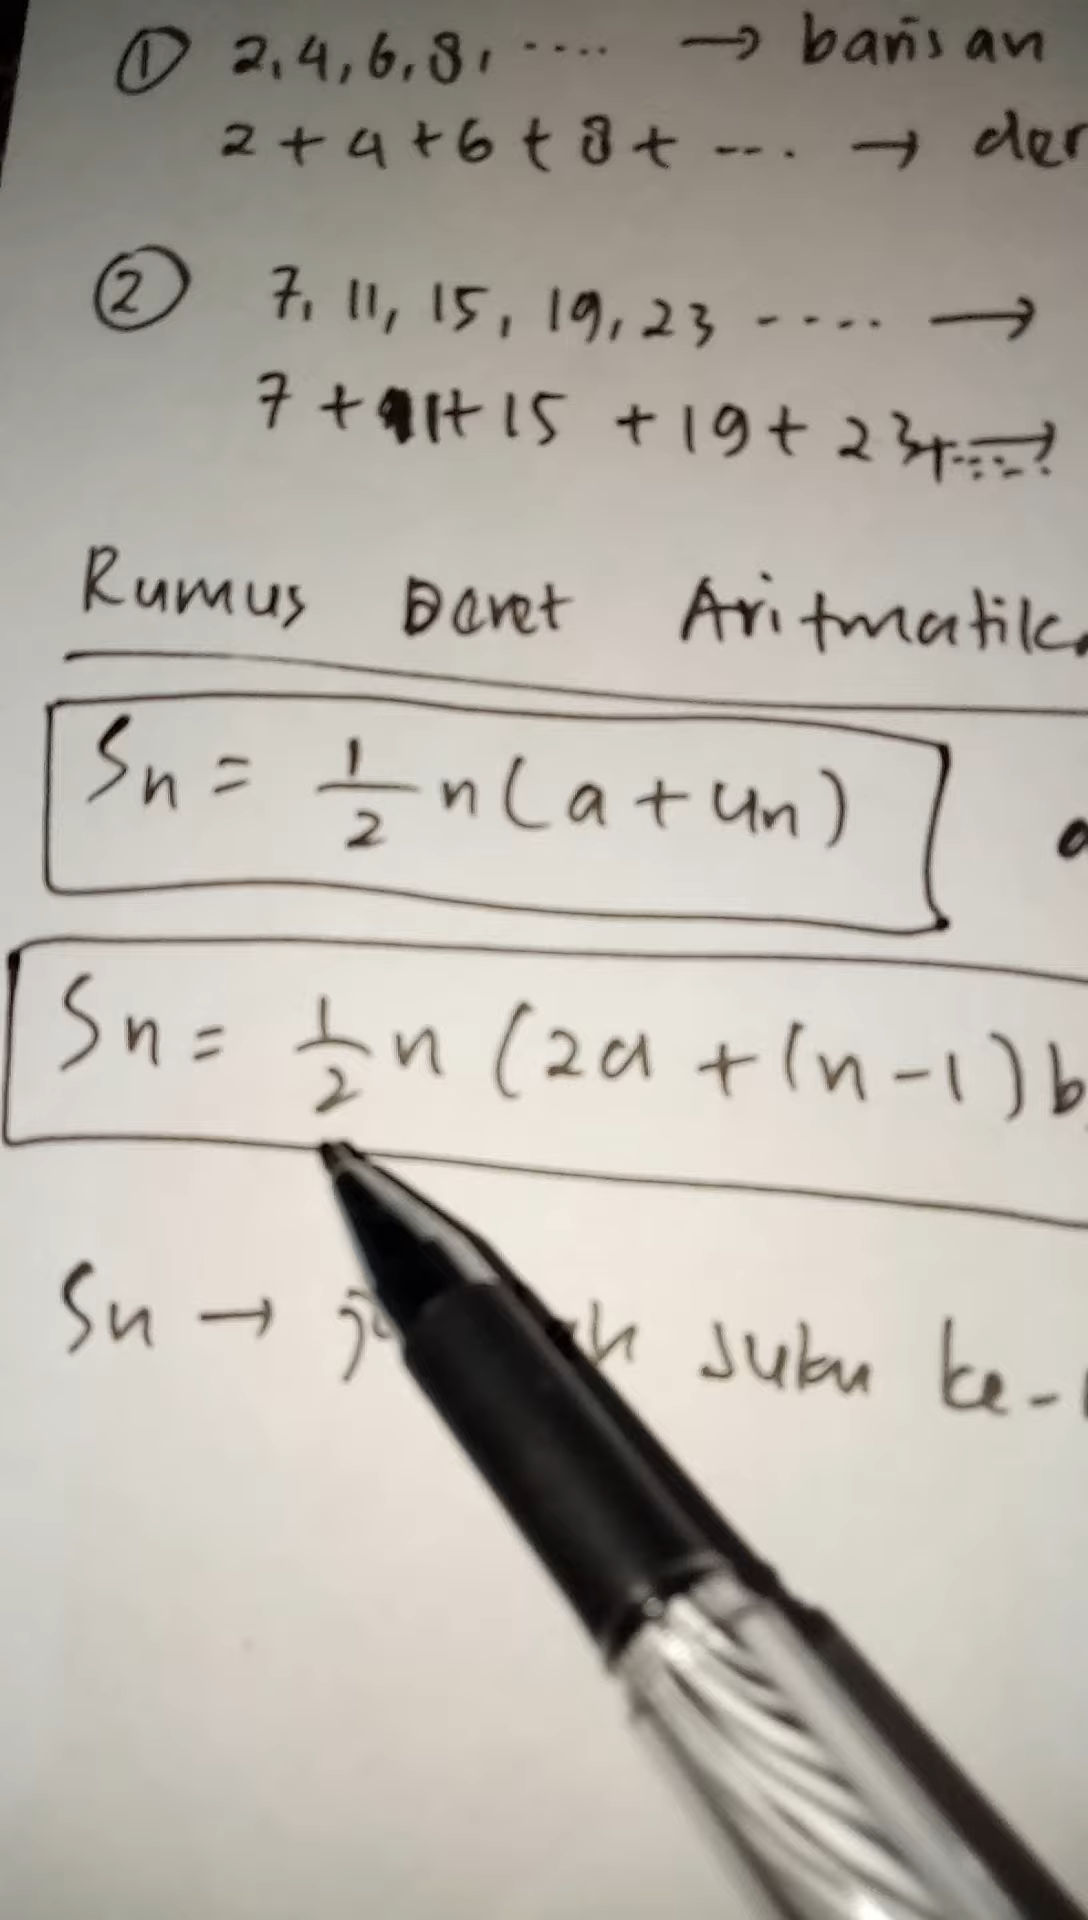 ① 2, 4, 6, 8, .... → barisan
2 + 4 + 6 + 8 + .... → der
② 7, 11, 15, 19, 23 ..... →
7 + 11 + 15 + 19 + 23 + ..... →
Rumus Deret Aritmatik
Sn = 1/2 n (a + Un)
Sn = 1/2 n (2a + (n - 1) b
Sn → suku ke -